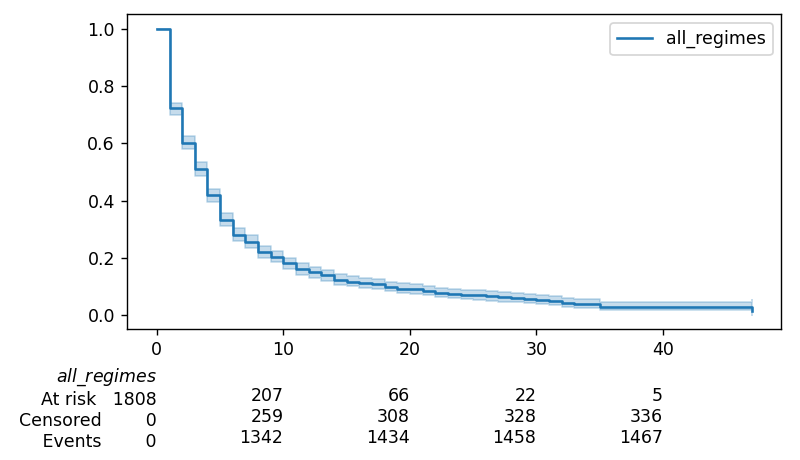 all_regimes
1.0
0.8
0.6
0.4
0.2
0.0
0 10 20 30 40
all_regimes
At risk 1808 207 66 22 5
Censored 0 259 308 328 336
Events 0 1342 1434 1458 1467